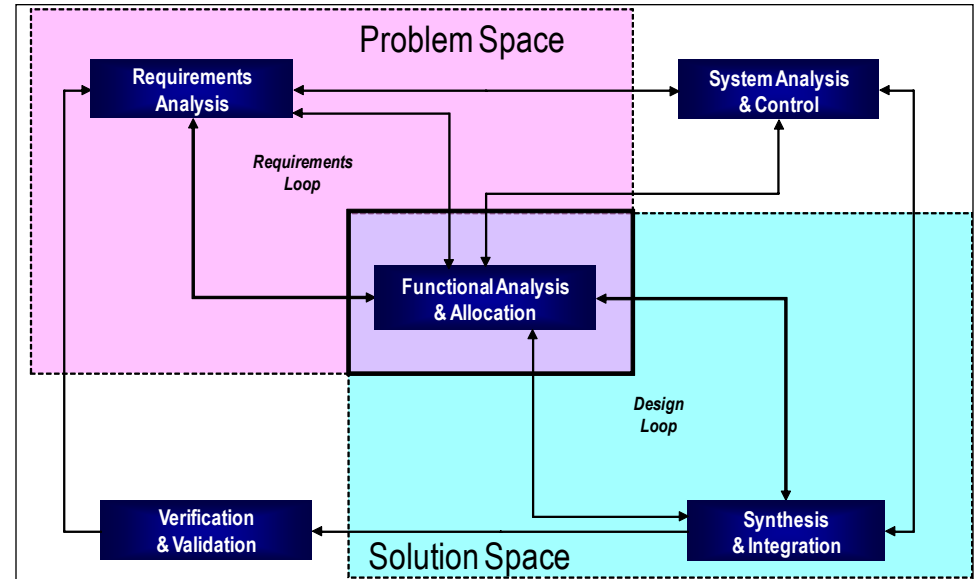 Problem Space
Requirements
Analysis
System Analysis
& Control
Requirements
Loop
Functional Analysis
& Allocation
Design
Loop
Verification
& Validation
Synthesis
& Integration
Solution Space